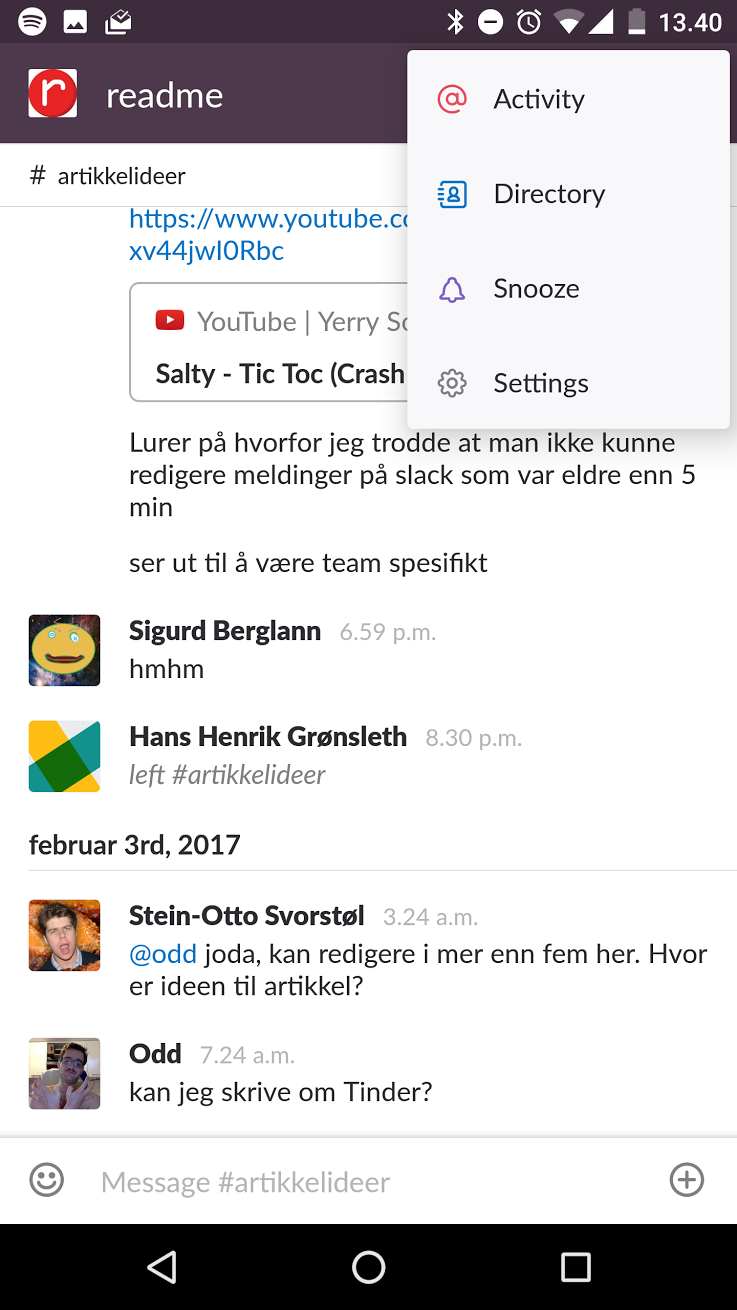 13.40
r readme
Activity
Directory
Snooze
Settings
# artikkelideer
https://www.youtube.co
xv44jwI0Rbc
YouTube | Yerry Sc
Salty - Tic Toc (Crash
Lurer på hvorfor jeg trodde at man ikke kunne
redigere meldinger på slack som var eldre enn 5
min
ser ut til å være team spesifikt
Sigurd Berglann 6.59 p.m.
hmhm
Hans Henrik Grønsleth 8.30 p.m.
left #artikkelideer
februar 3rd, 2017
Stein-Otto Svorstøl 3.24 a.m.
@odd joda, kan redigere i mer enn fem her. Hvor
er ideen til artikkel?
Odd 7.24 a.m.
kan jeg skrive om Tinder?
Message #artikkelideer